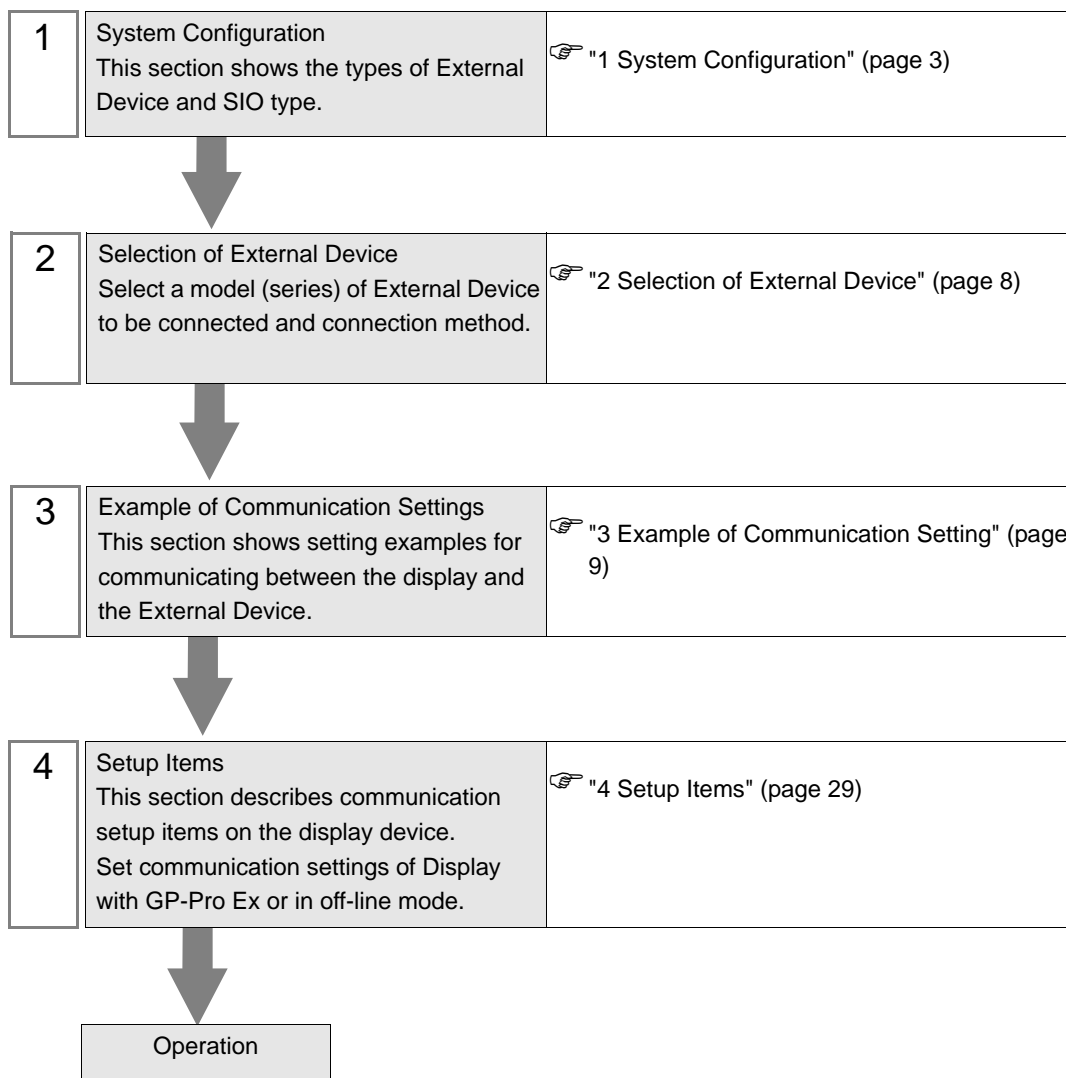 1
System Configuration
This section shows the types of External
Device and SIO type.
"1 System Configuration" (page 3)
2
Selection of External Device
Select a model (series) of External Device
to be connected and connection method.
"2 Selection of External Device" (page 8)
3
Example of Communication Settings
This section shows setting examples for
communicating between the display and
the External Device.
"3 Example of Communication Setting" (page
9)
4
Setup Items
This section describes communication
setup items on the display device.
Set communication settings of Display
with GP-Pro Ex or in off-line mode.
"4 Setup Items" (page 29)
Operation